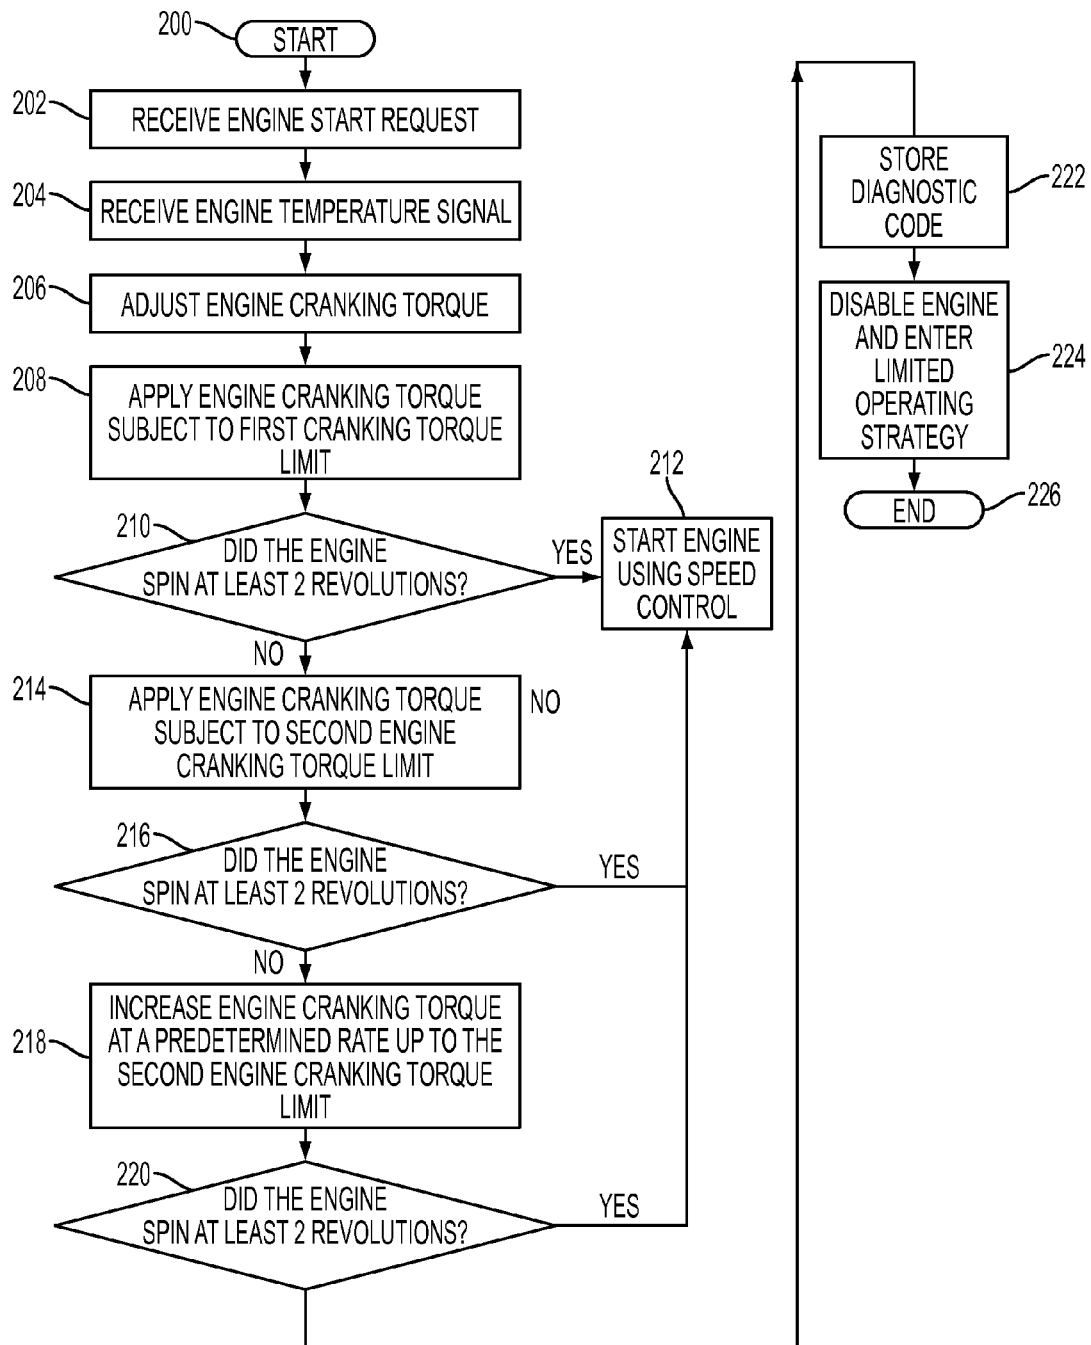 200
START
202
RECEIVE ENGINE START REQUEST
204
RECEIVE ENGINE TEMPERATURE SIGNAL
206
ADJUST ENGINE CRANKING TORQUE
208
APPLY ENGINE CRANKING TORQUE
SUBJECT TO FIRST CRANKING TORQUE
LIMIT
210
DID THE ENGINE
SPIN AT LEAST 2 REVOLUTIONS?
YES
212
START ENGINE
USING SPEED
CONTROL
NO
214
APPLY ENGINE CRANKING TORQUE
SUBJECT TO SECOND ENGINE
CRANKING TORQUE LIMIT
NO
216
DID THE ENGINE
SPIN AT LEAST 2 REVOLUTIONS?
YES
NO
218
INCREASE ENGINE CRANKING TORQUE
AT A PREDETERMINED RATE UP TO THE
SECOND ENGINE CRANKING TORQUE
LIMIT
220
DID THE ENGINE
SPIN AT LEAST 2 REVOLUTIONS?
YES
STORE
DIAGNOSTIC
CODE
222
DISABLE ENGINE
AND ENTER
LIMITED
OPERATING
STRATEGY
224
END
226